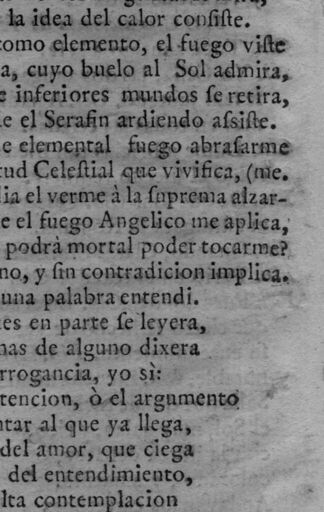 la idea del calor conſiſte.
como elemento, el fuego viſte
a, cuyo buelo al Sol admira,
e inferiores mundos ſe retira,
e el Serafin ardiendo aſsiſte.
e elemental fuego abraſarme
tud Celeſtial que vivifica, (me.
lia el verme à la ſuprema alzar-
e el fuego Angelico me aplica,
podrà mortal poder tocarme?
no, y ſin contradicion implica.
una palabra entendi.
es en parte ſe leyera,
nas de alguno dixera
rrogancia, yo sì:
tencion, ò el argumento
ntar al que ya llega,
del amor, que ciega
del entendimiento,
lta contemplacion